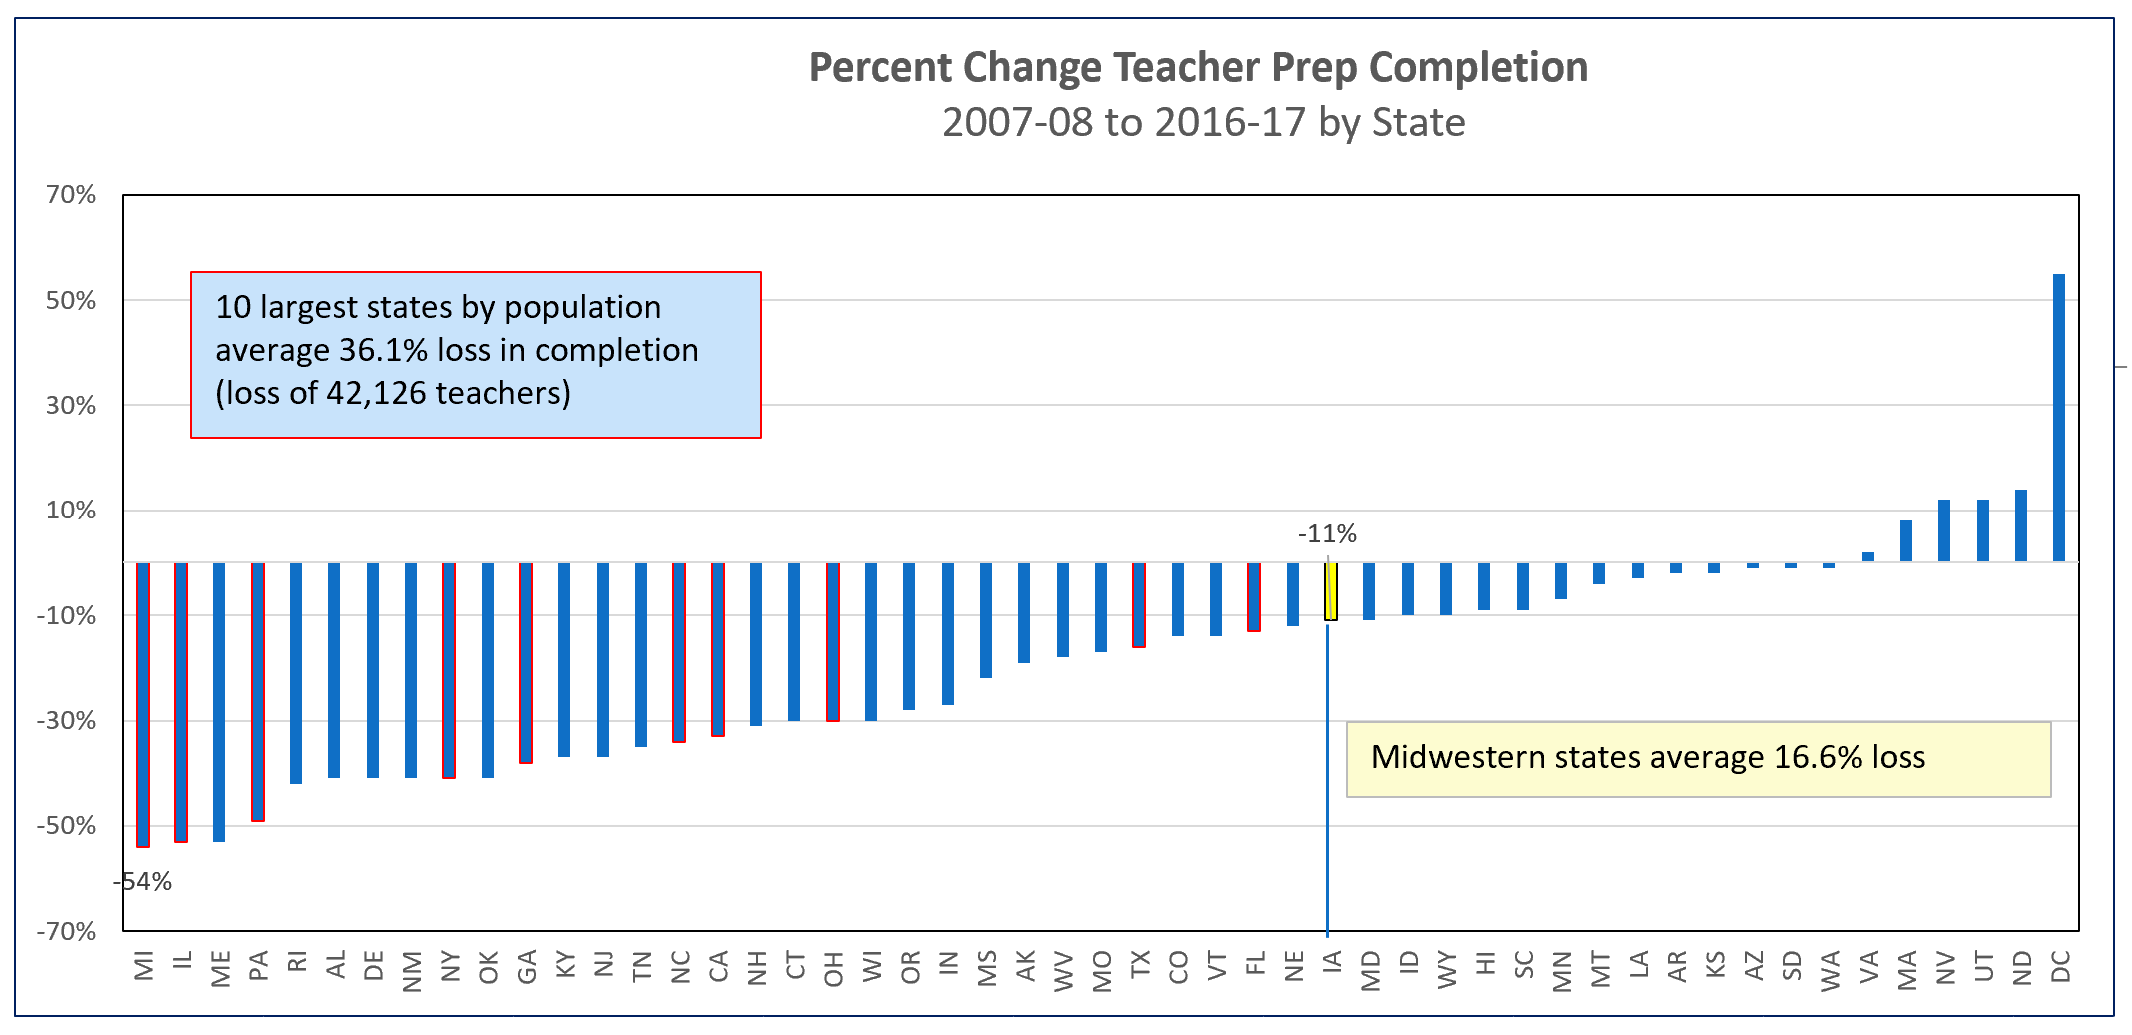 Percent Change Teacher Prep Completion
2007-08 to 2016-17 by State
70%
50%
30%
10%
-10%
-30%
-50%
-70%
10 largest states by population
average 36.1% loss in completion
(loss of 42,126 teachers)
-11%
Midwestern states average 16.6% loss
-54%
MI IL ME PA RI AL DE NM NY OK GA KY NJ TN NC CA NH CT OH WI OR IN MS AK WV MO TX CO VT FL NE IA MD ID WY HI SC MN MT LA AR KS AZ SD WA VA MA NV UT ND DC